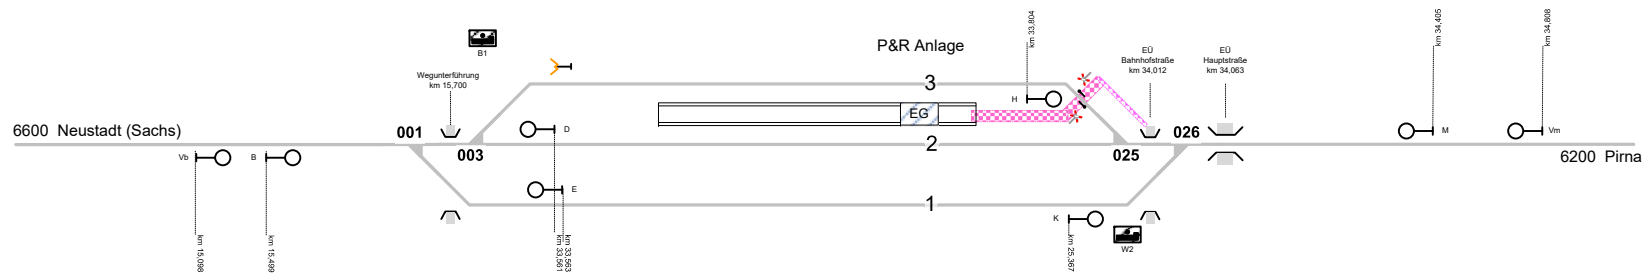 B1
P&R Anlage
km 33,804
km 34,405
km 34,808
EÜ
Bahnhofstraße
km 34,012
EÜ
Hauptstraße
km 34,063
Wegunterführung
km 15,700
3
H
EG
6600 Neustadt (Sachs)
001
D
026
M
Vm
2
003
025
6200 Pirna
Vb
B
E
1
K
W2
km 15,098
km 15,499
km 33,561
km 33,563
km 25,367